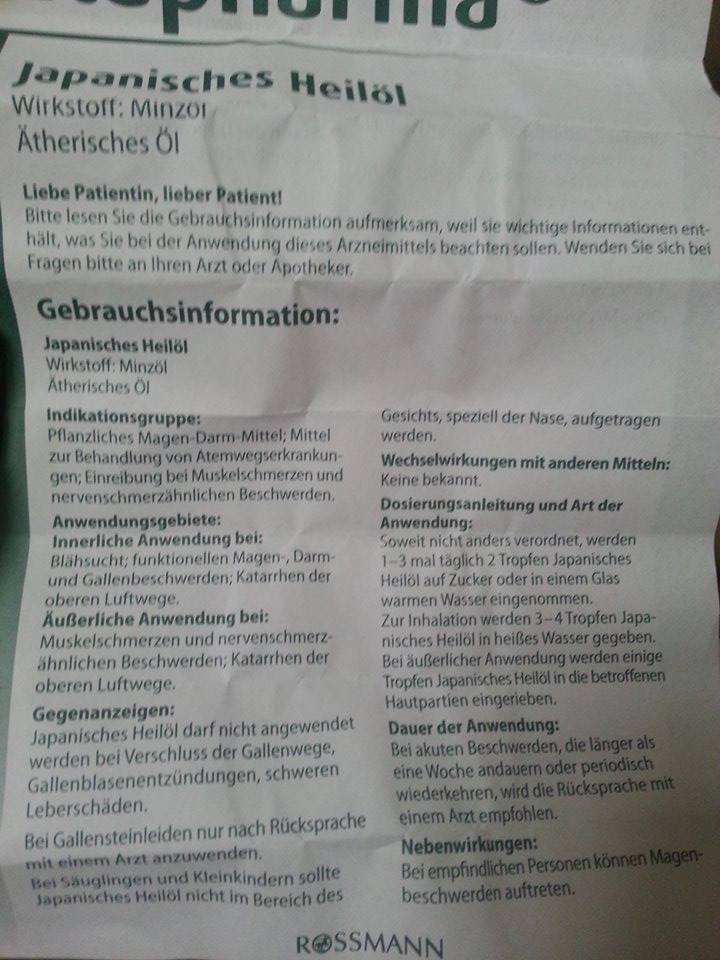 Japanisches Heilöl
Wirkstoff: Minzöl
Ätherisches Öl
Liebe Patientin, lieber Patient!
Bitte lesen Sie die Gebrauchsinformation aufmerksam, weil sie wichtige Informationen ent-
hält, was Sie bei der Anwendung dieses Arzneimittels beachten sollen. Wenden Sie sich bei
Fragen bitte an Ihren Arzt oder Apotheker.
Gebrauchsinformation:
Japanisches Heilöl
Wirkstoff: Minzöl
Ätherisches Öl
Indikationsgruppe:
Pflanzliches Magen-Darm-Mittel; Mittel
zur Behandlung von Atemwegserkrankun-
gen; Einreibung bei Muskelschmerzen und
nervenschmerzähnlichen Beschwerden.
Anwendungsgebiete:
Innerliche Anwendung bei:
Blähsucht; funktionellen Magen-, Darm-
und Gallenbeschwerden; Katarrhen der
oberen Luftwege.
Äußerliche Anwendung bei:
Muskelschmerzen und nervenschmerz-
ähnlichen Beschwerden; Katarrhen der
oberen Luftwege.
Gegenanzeigen:
Japanisches Heilöl darf nicht angewendet
werden bei Verschluss der Gallenwege,
Gallenblasenentzündungen, schweren
Leberschäden.
Bei Gallensteinleiden nur nach Rücksprache
mit einem Arzt anzuwenden.
Bei Säuglingen und Kleinkindern sollte
Japanisches Heilöl nicht im Bereich des
Gesichts, speziell der Nase, aufgetragen
werden.
Wechselwirkungen mit anderen Mitteln:
Keine bekannt.
Dosierungsanleitung und Art der
Anwendung:
Soweit nicht anders verordnet, werden
1–3 mal täglich 2 Tropfen Japanisches
Heilöl auf Zucker oder in einem Glas
warmen Wasser eingenommen.
Zur Inhalation werden 3–4 Tropfen Japa-
nisches Heilöl in heißes Wasser gegeben.
Bei äußerlicher Anwendung werden einige
Tropfen Japanisches Heilöl in die betroffenen
Hautpartien eingerieben.
Dauer der Anwendung:
Bei akuten Beschwerden, die länger als
eine Woche andauern oder periodisch
wiederkehren, wird die Rücksprache mit
einem Arzt empfohlen.
Nebenwirkungen:
Bei empfindlichen Personen können Magen-
beschwerden auftreten.
ROSSMANN